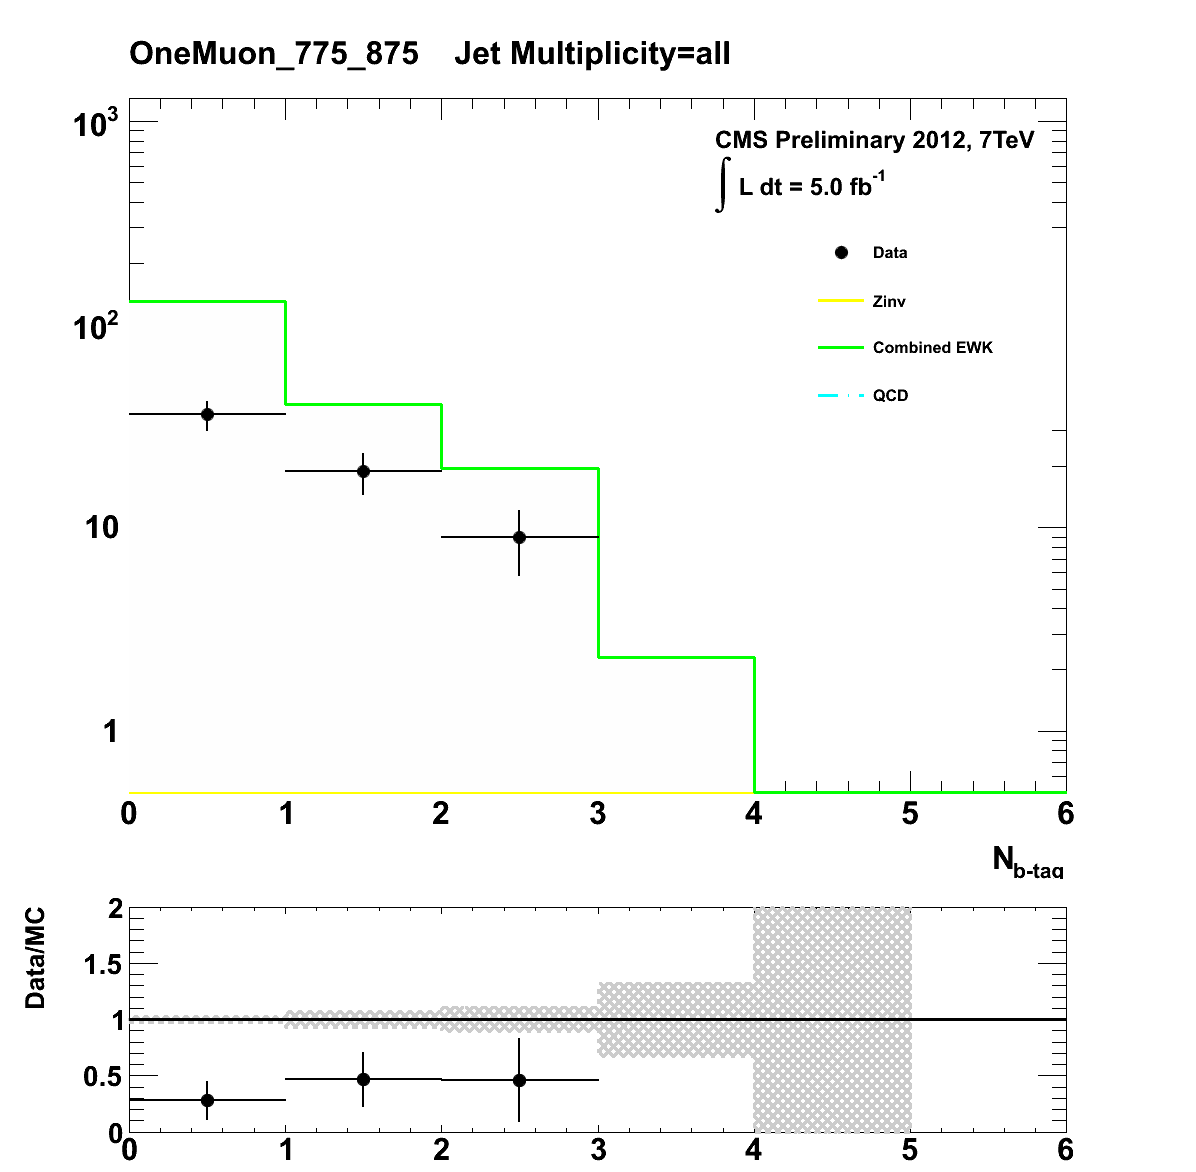 OneMuon_775_875 Jet Multiplicity=all
10³
CMS Preliminary 2012, 7TeV
∫ L dt = 5.0 fb⁻¹
Data
Zinv
10²
Combined EWK
QCD
10
1
0 1 2 3 4 5 6
N_b-tag
Data/MC
2
1.5
1
0.5
0
0 1 2 3 4 5 6